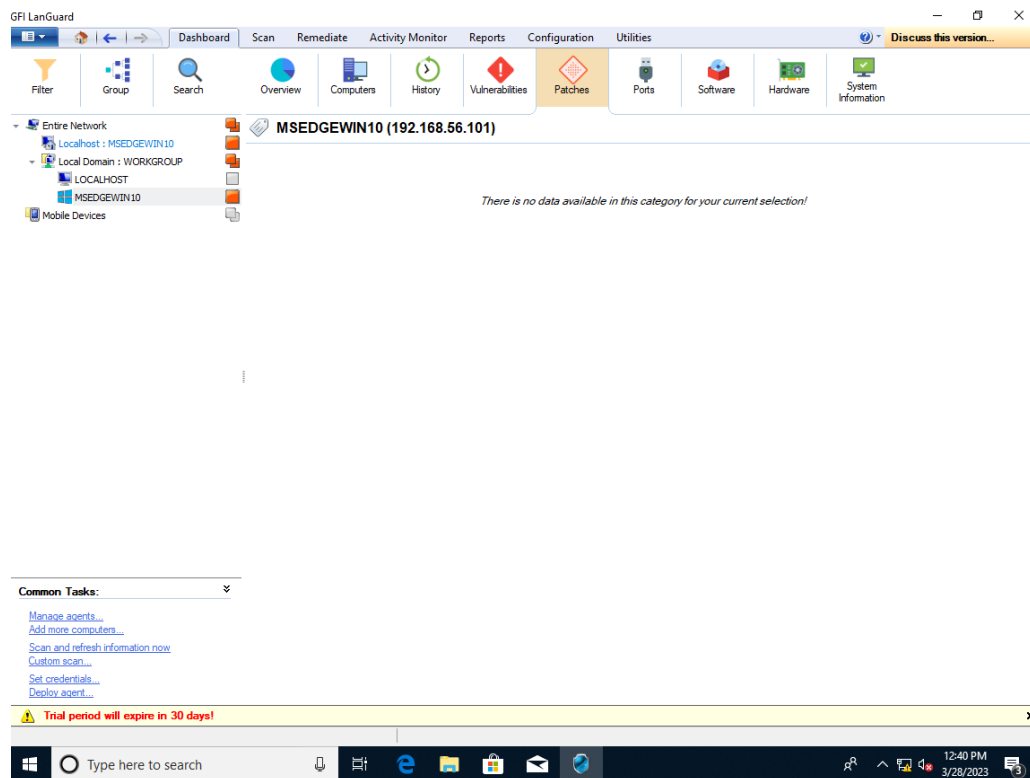 GFI LanGuard
Dashboard Scan Remediate Activity Monitor Reports Configuration Utilities Discuss this version...
Filter Group Search Overview Computers History Vulnerabilities Patches Ports Software Hardware System Information
Entire Network
MSEDGEWIN10 (192.168.56.101)
Localhost : MSEDGEWIN10
Local Domain : WORKGROUP
LOCALHOST
MSEDGEWIN10
There is no data available in this category for your current selection!
Mobile Devices
Common Tasks:
Manage agents...
Add more computers...
Scan and refresh information now
Custom scan...
Set credentials...
Deploy agent...
Trial period will expire in 30 days!
Type here to search
12:40 PM
3/28/2023
3